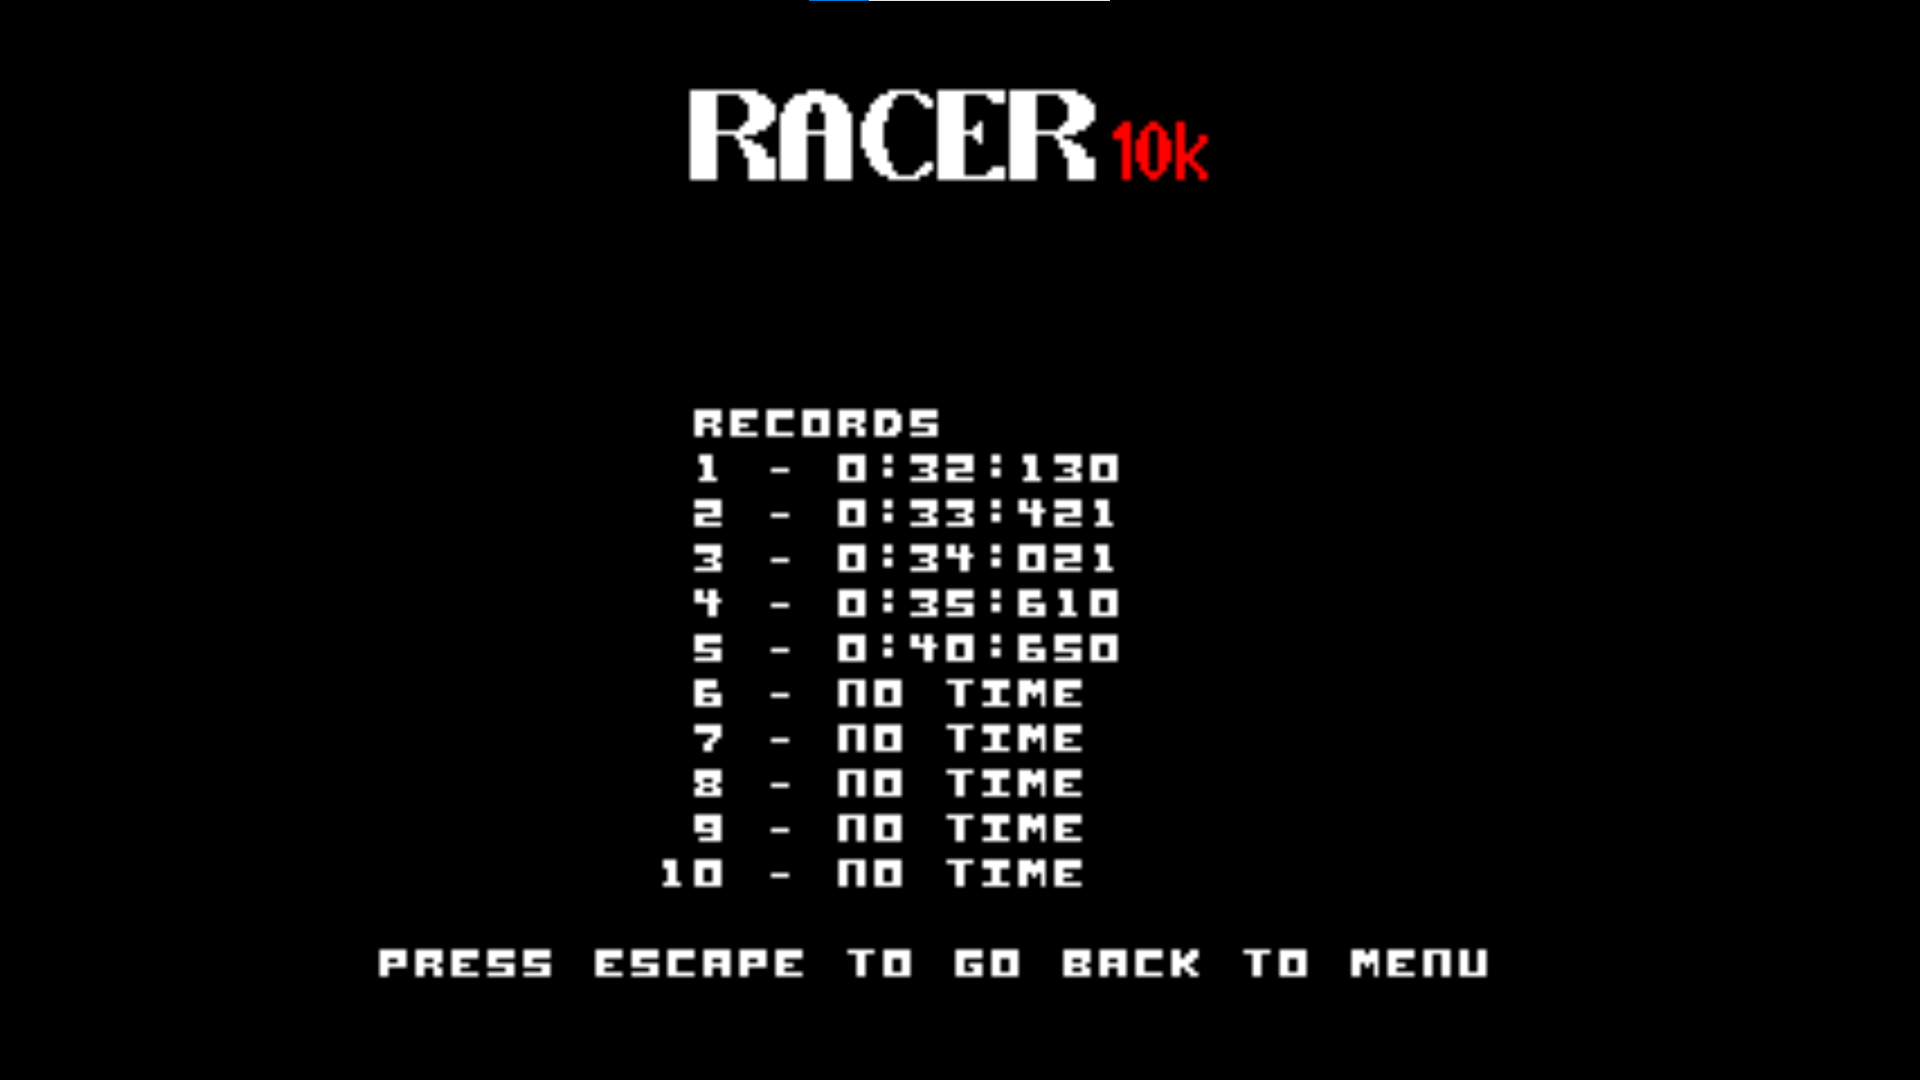 RACER 10k
RECORDS
1 - 0:32:130
2 - 0:33:421
3 - 0:34:021
4 - 0:35:610
5 - 0:40:650
6 - NO TIME
7 - NO TIME
8 - NO TIME
9 - NO TIME
10 - NO TIME
PRESS ESCAPE TO GO BACK TO MENU